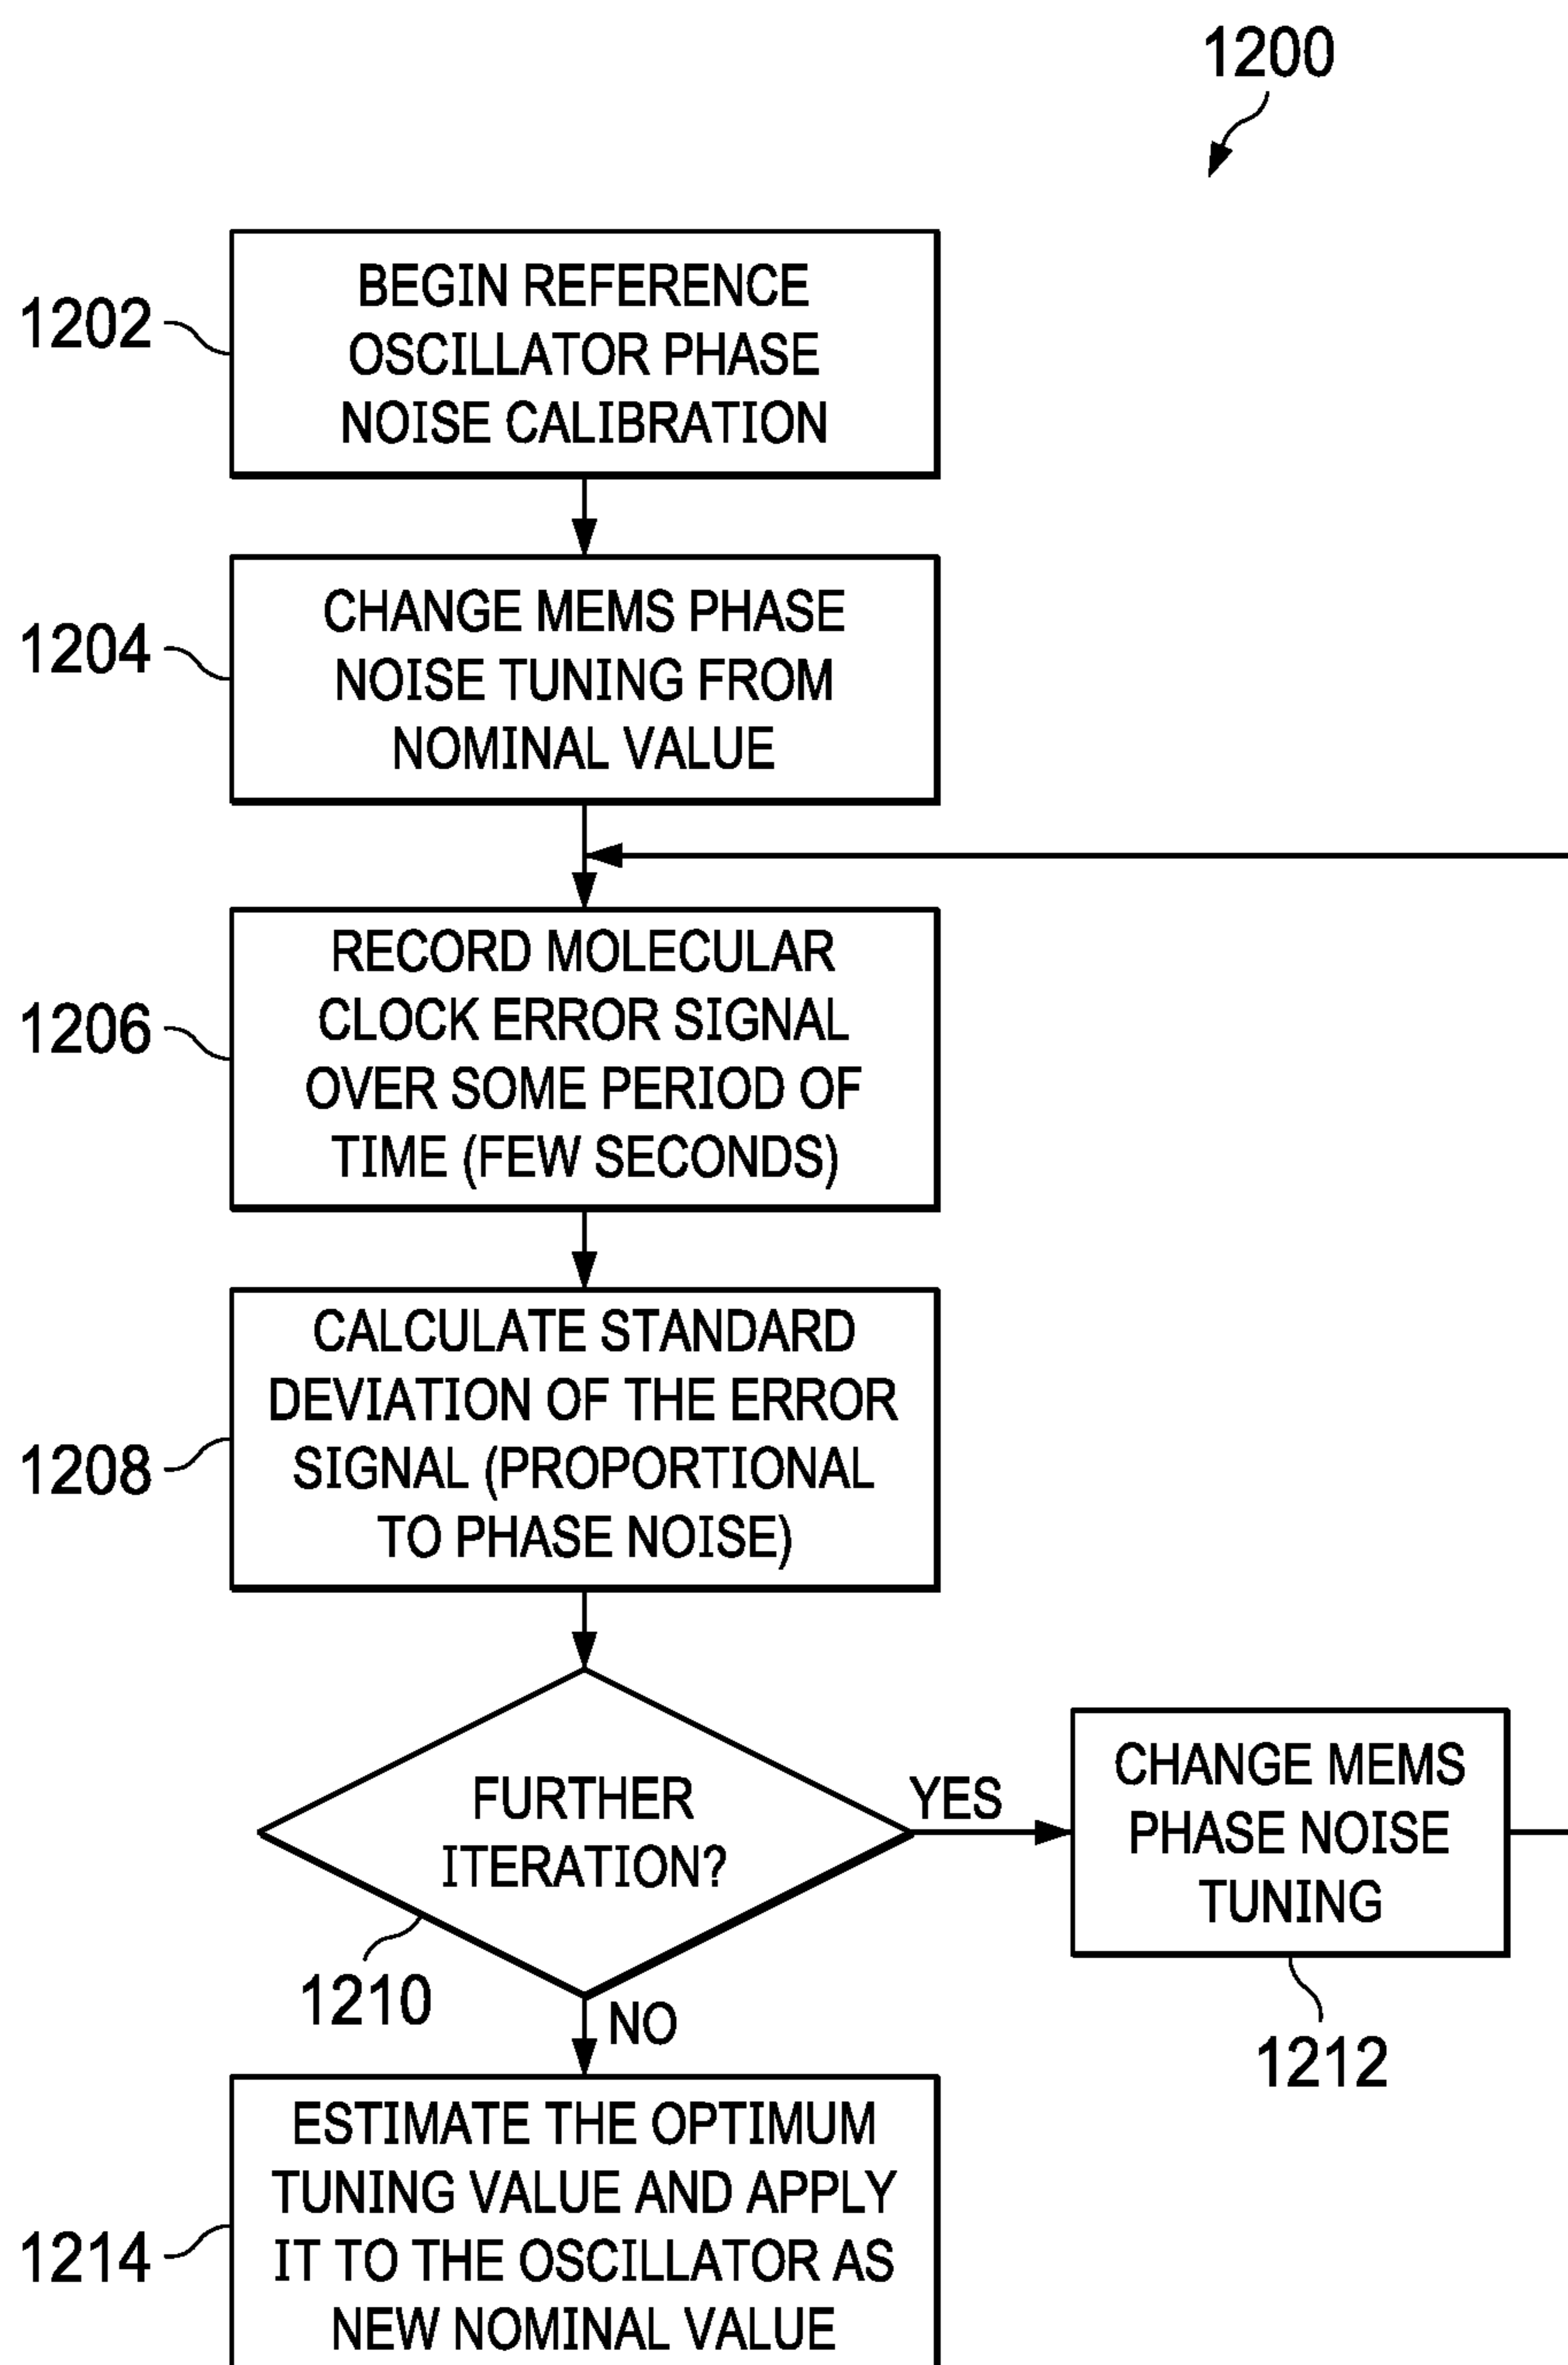 1200
1202
BEGIN REFERENCE
OSCILLATOR PHASE
NOISE CALIBRATION
1204
CHANGE MEMS PHASE
NOISE TUNING FROM
NOMINAL VALUE
1206
RECORD MOLECULAR
CLOCK ERROR SIGNAL
OVER SOME PERIOD OF
TIME (FEW SECONDS)
1208
CALCULATE STANDARD
DEVIATION OF THE ERROR
SIGNAL (PROPORTIONAL
TO PHASE NOISE)
FURTHER
ITERATION?
1210
YES
CHANGE MEMS
PHASE NOISE
TUNING
1212
NO
1214
ESTIMATE THE OPTIMUM
TUNING VALUE AND APPLY
IT TO THE OSCILLATOR AS
NEW NOMINAL VALUE